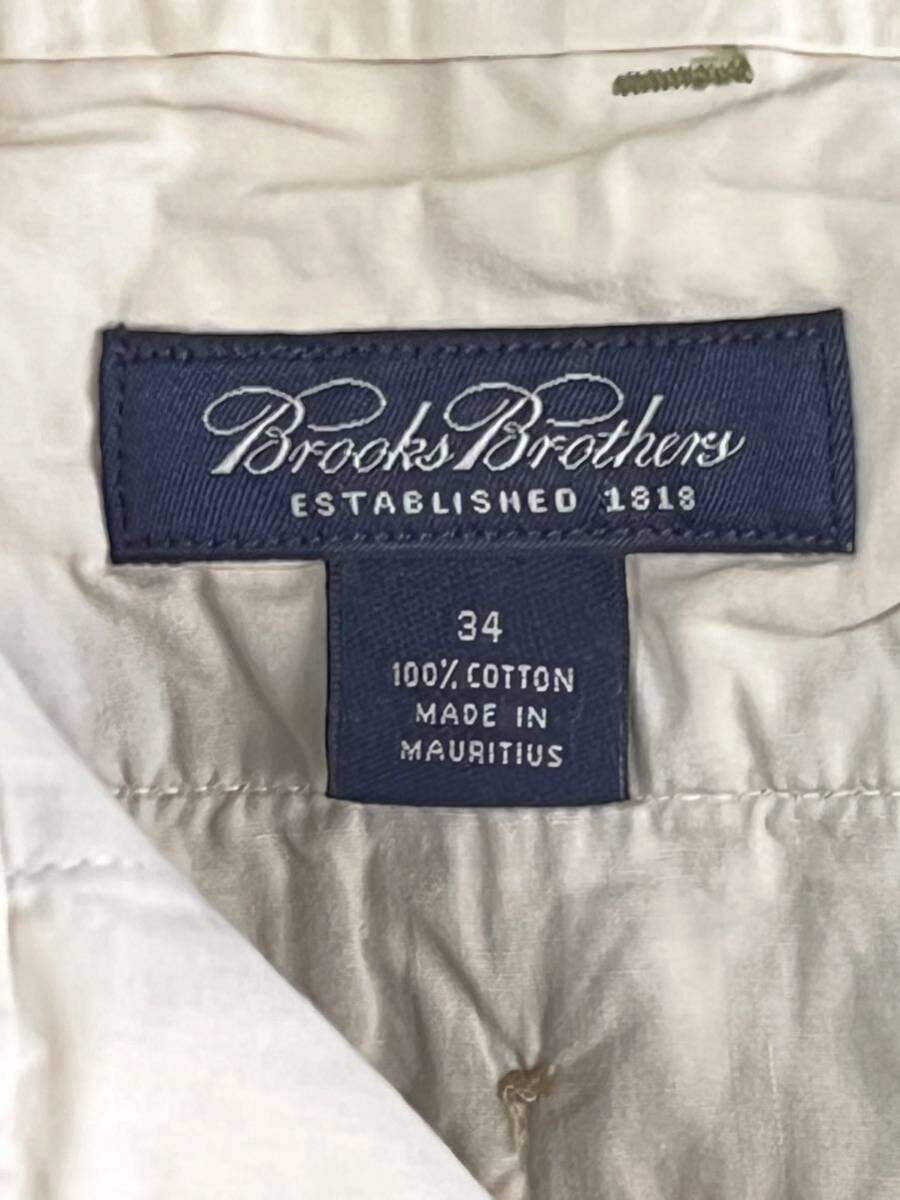 Brooks Brothers
ESTABLISHED 1818
34
100% COTTON
MADE IN
MAURITIUS